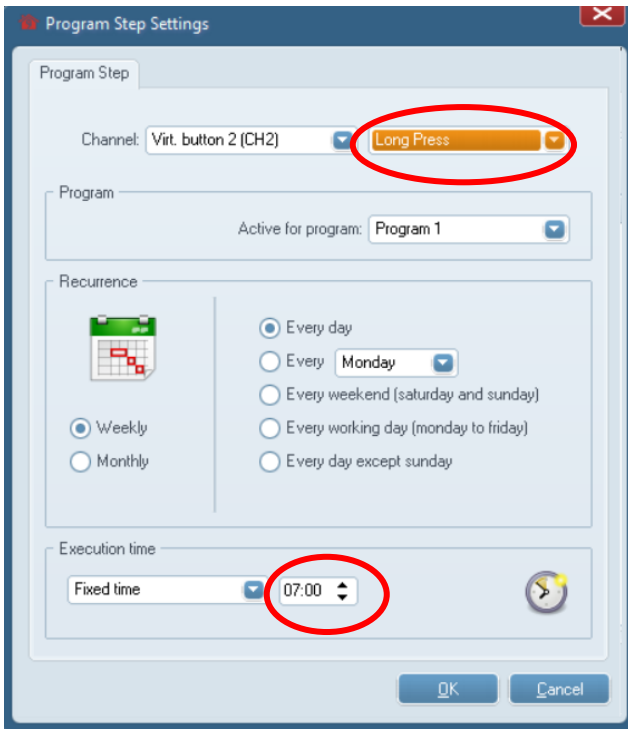 Program Step Settings
Program Step
Channel: Virt. button 2 (CH2) Long Press
Program
Active for program: Program 1
Recurrence
Every day
Every Monday
Every weekend (saturday and sunday)
Weekly Every working day (monday to friday)
Monthly Every day except sunday
Execution time
Fixed time 07:00
OK Cancel